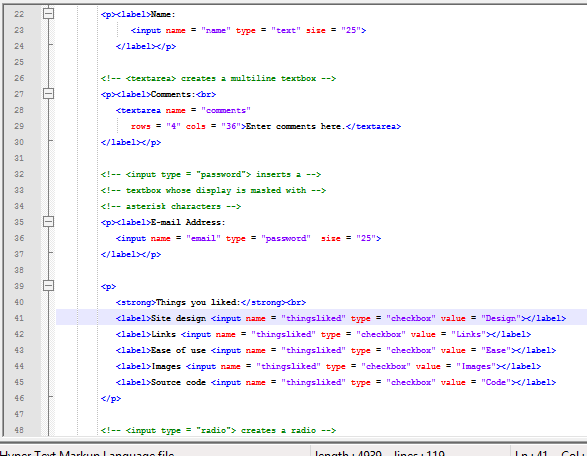 22 <p><label>Name:
23 <input name = "name" type = "text" size = "25">
24 </label></p>
25
26 <!-- <textarea> creates a multiline textbox -->
27 <p><label>Comments:<br>
28 <textarea name = "comments"
29 rows = "4" cols = "36">Enter comments here.</textarea>
30 </label></p>
31
32 <!-- <input type = "password"> inserts a -->
33 <!-- textbox whose display is masked with -->
34 <!-- asterisk characters -->
35 <p><label>E-mail Address:
36 <input name = "email" type = "password"  size = "25">
37 </label></p>
38
39 <p>
40 <strong>Things you liked:</strong><br>
41 <label>Site design <input name = "thingsliked" type = "checkbox" value = "Design"></label>
42 <label>Links <input name = "thingsliked" type = "checkbox" value = "Links"></label>
43 <label>Ease of use <input name = "thingsliked" type = "checkbox" value = "Ease"></label>
44 <label>Images <input name = "thingsliked" type = "checkbox" value = "Images"></label>
45 <label>Source code <input name = "thingsliked" type = "checkbox" value = "Code"></label>
46 </p>
47
48 <!-- <input type = "radio"> creates a radio -->
Hyper Text Markup Language file length : 4939 lines : 119 Ln : 41 Col :